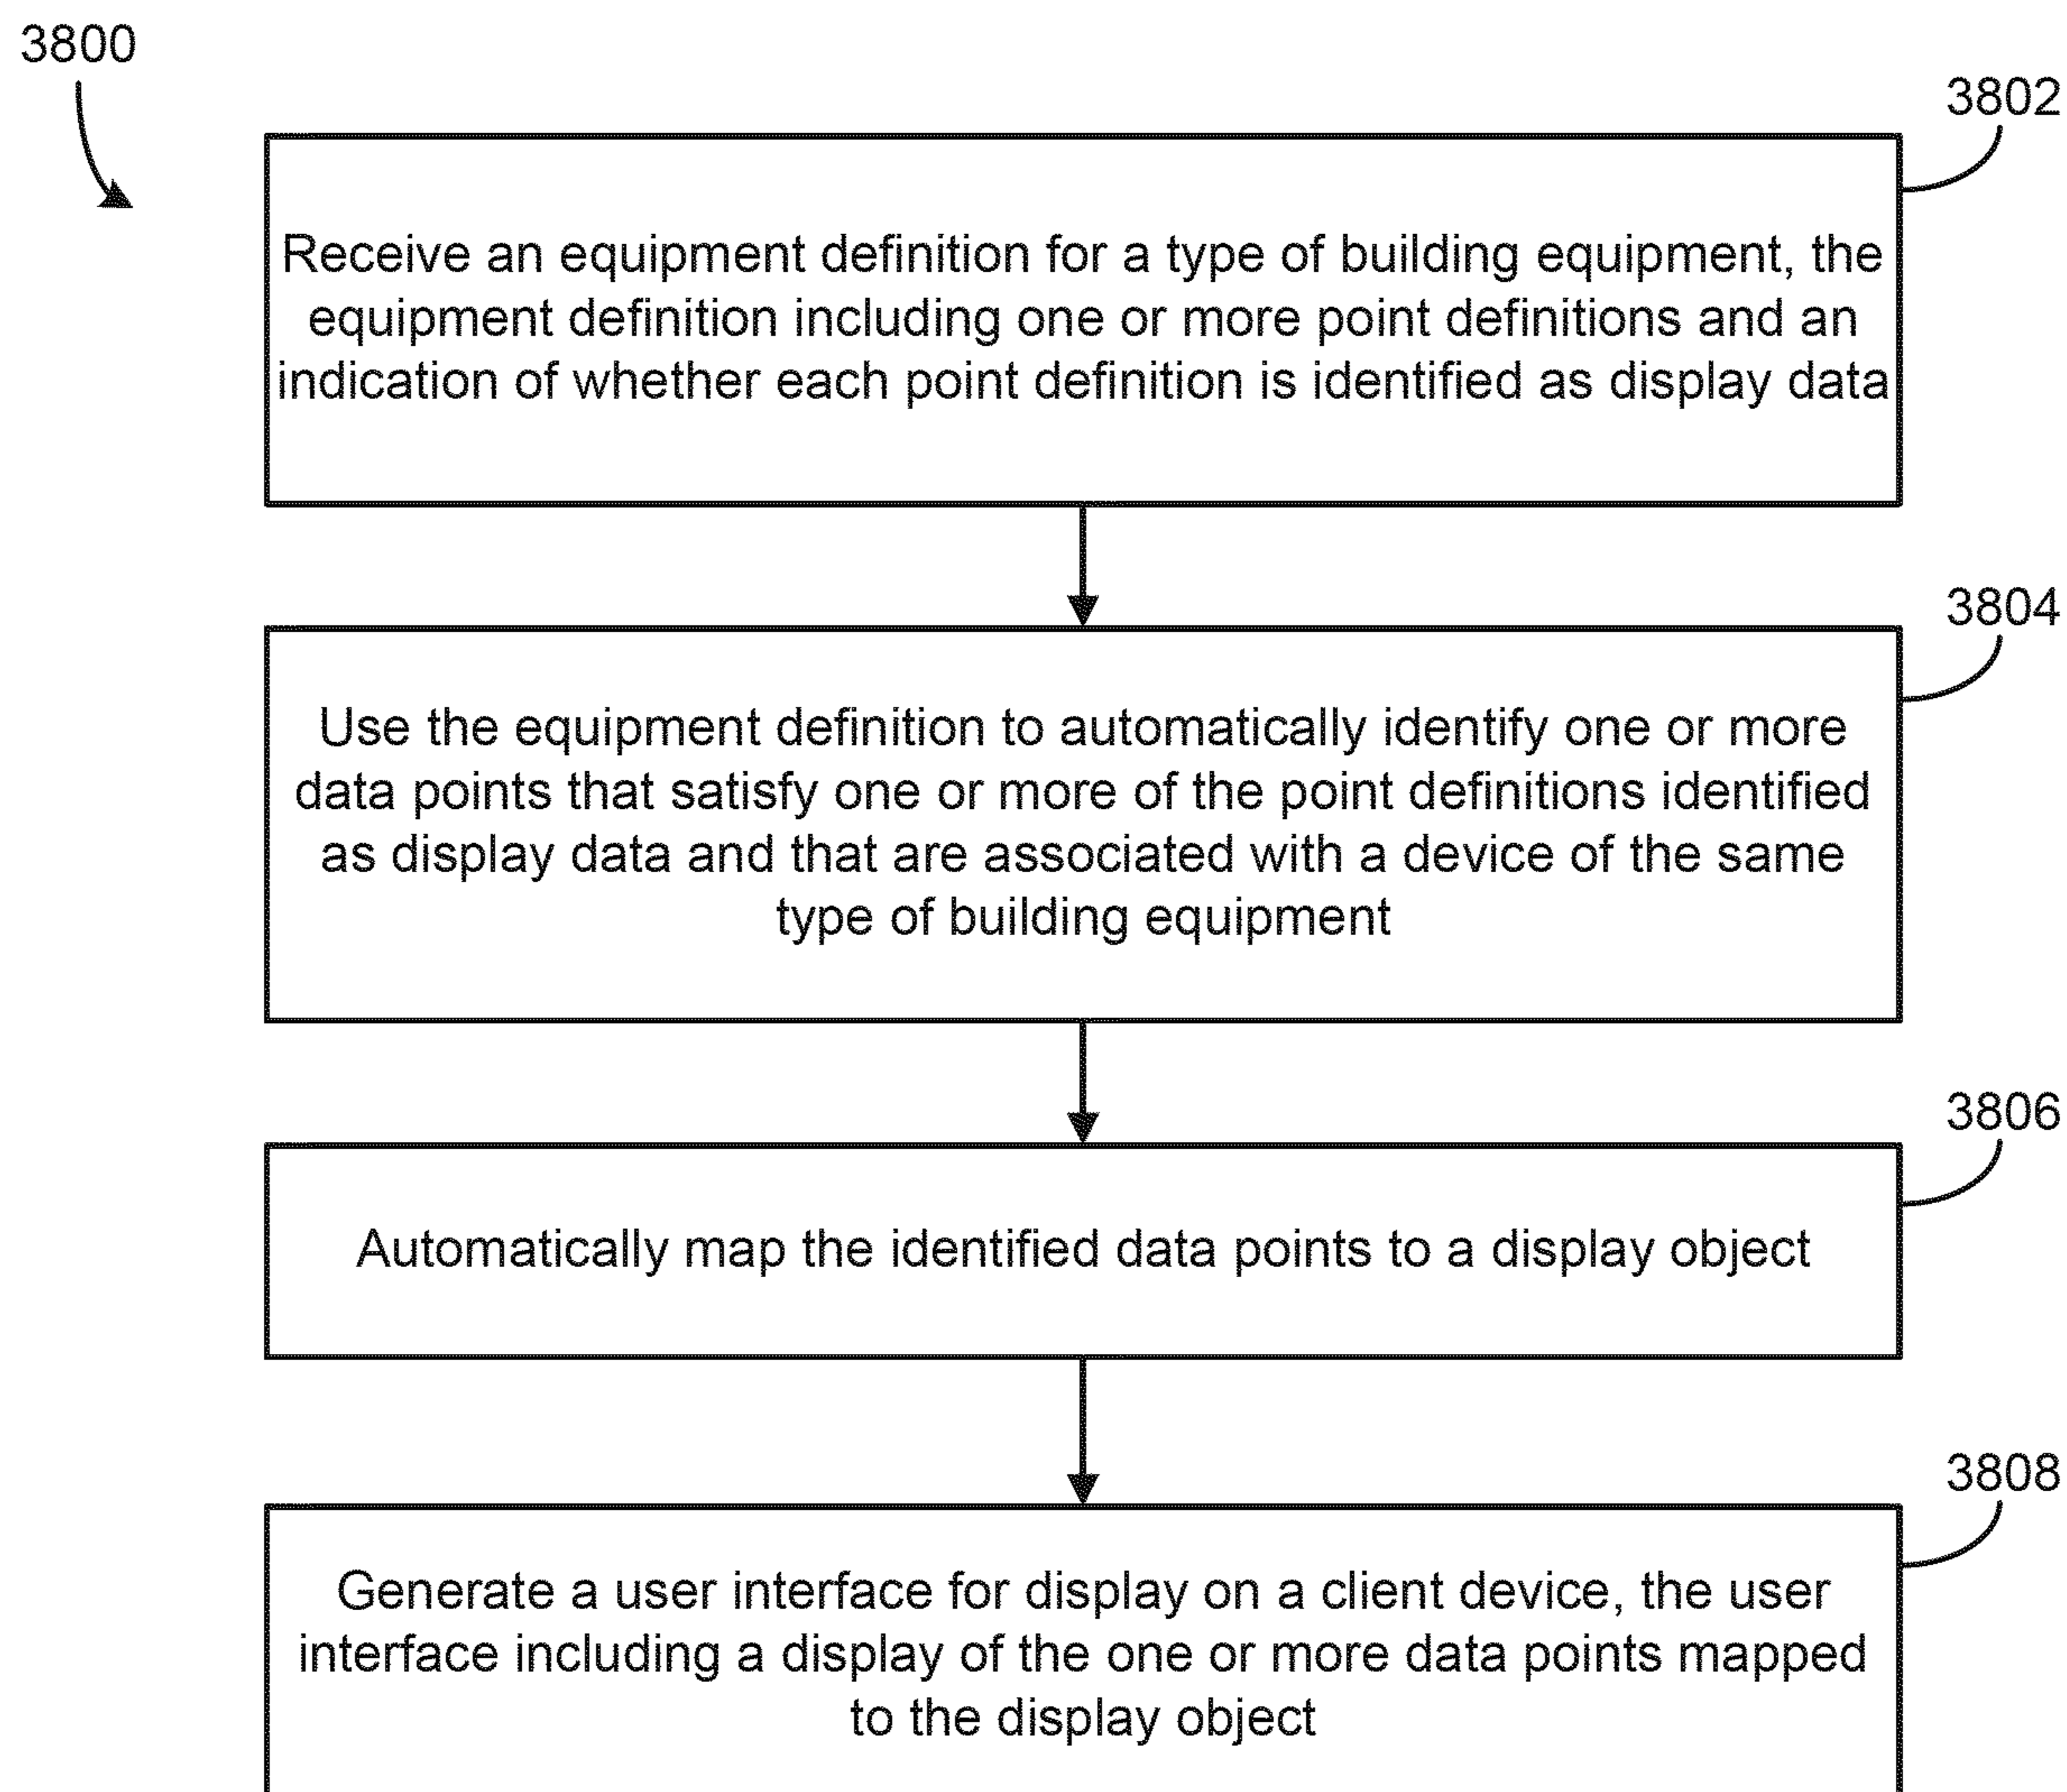 3800
3802
Receive an equipment definition for a type of building equipment, the
equipment definition including one or more point definitions and an
indication of whether each point definition is identified as display data
3804
Use the equipment definition to automatically identify one or more
data points that satisfy one or more of the point definitions identified
as display data and that are associated with a device of the same
type of building equipment
3806
Automatically map the identified data points to a display object
3808
Generate a user interface for display on a client device, the user
interface including a display of the one or more data points mapped
to the display object